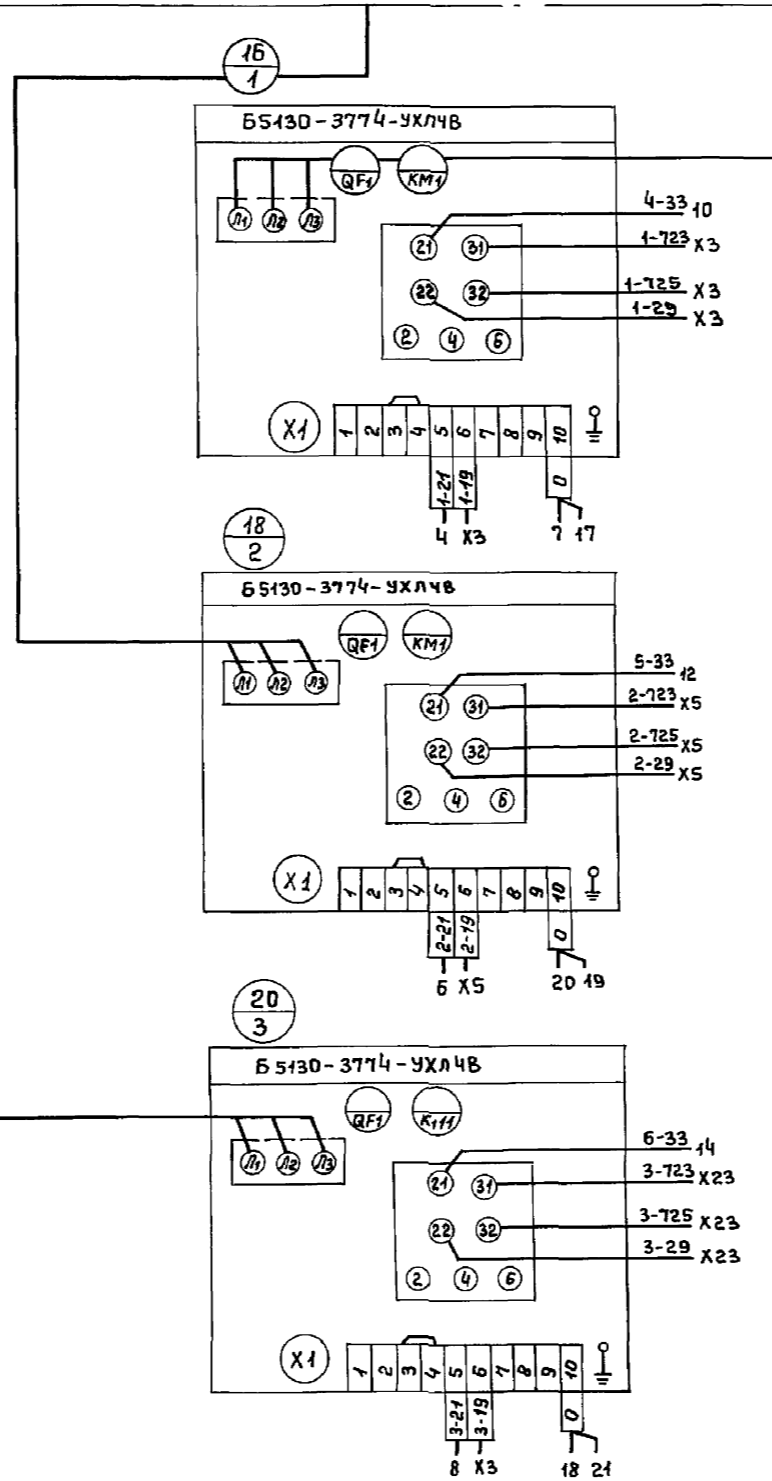 16
1
Б5130-3774-УХЛ4В
QF1 KM1
Л1 Л2 Л3
4-33 10
21 31
1-723 X3
22 32
1-725 X3
1-29 X3
2 4 6
X1 1 2 3 4 5 6 7 8 9 10
1-21 1-19 0
4 X3 7 17
18
2
Б5130-3774-УХЛ4В
QF1 KM1
Л1 Л2 Л3
5-33 12
21 31
2-723 X5
22 32
2-725 X5
2-29 X5
2 4 6
X1 1 2 3 4 5 6 7 8 9 10
2-21 2-19 0
6 X5 20 19
20
3
Б5130-3774-УХЛ4В
QF1
Л1 Л2 Л3
6-33 14
21 31
3-723 X23
22 32
3-725 X23
3-29 X23
2 4 6
X1 1 2 3 4 5 6 7 8 9 10
3-21 3-19 0
8 X3 18 21